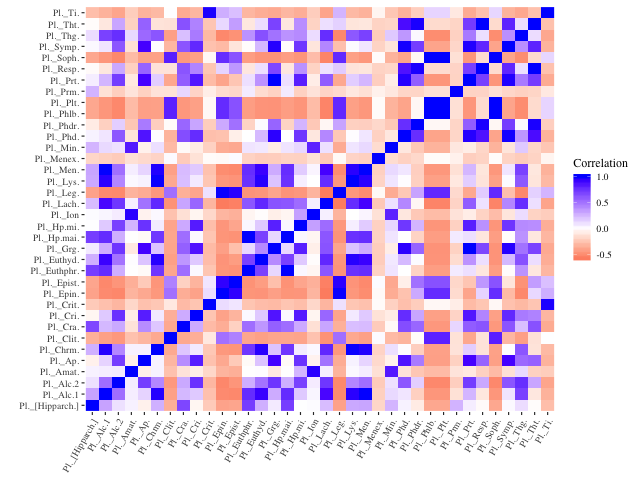 Pl._Ti.
Pl._Tht.
Pl._Thg.
Pl._Symp.
Pl._Soph.
Pl._Resp.
Pl._Prt.
Pl._Prm.
Pl._Plt.
Pl._Phlb.
Pl._Phdr.
Pl._Phd.
Pl._Min.
Pl._Menex.
Pl._Men.
Pl._Lys.
Pl._Leg.
Pl._Lach.
Pl._Ion
Pl._Hp.mi.
Pl._Hp.mai.
Pl._Grg.
Pl._Euthyd.
Pl._Euthphr.
Pl._Epist.
Pl._Epin.
Pl._Crit.
Pl._Cri.
Pl._Cra.
Pl._Clit.
Pl._Chrm.
Pl._Ap.
Pl._Amat.
Pl._Alc.2
Pl._Alc.1
Pl._[Hipparch.]
Correlation
1.0
0.5
0.0
-0.5
Pl._[Hipparch.]
Pl._Alc.1
Pl._Alc.2
Pl._Amat.
Pl._Ap.
Pl._Chrm.
Pl._Clit.
Pl._Cra.
Pl._Cri.
Pl._Crit.
Pl._Epin.
Pl._Epist.
Pl._Euthphr.
Pl._Euthyd.
Pl._Grg.
Pl._Hp.mai.
Pl._Hp.mi.
Pl._Ion
Pl._Lach.
Pl._Leg.
Pl._Lys.
Pl._Men.
Pl._Menex.
Pl._Min.
Pl._Phd.
Pl._Phdr.
Pl._Phlb.
Pl._Plt.
Pl._Prm.
Pl._Prt.
Pl._Resp.
Pl._Soph.
Pl._Symp.
Pl._Thg.
Pl._Tht.
Pl._Ti.